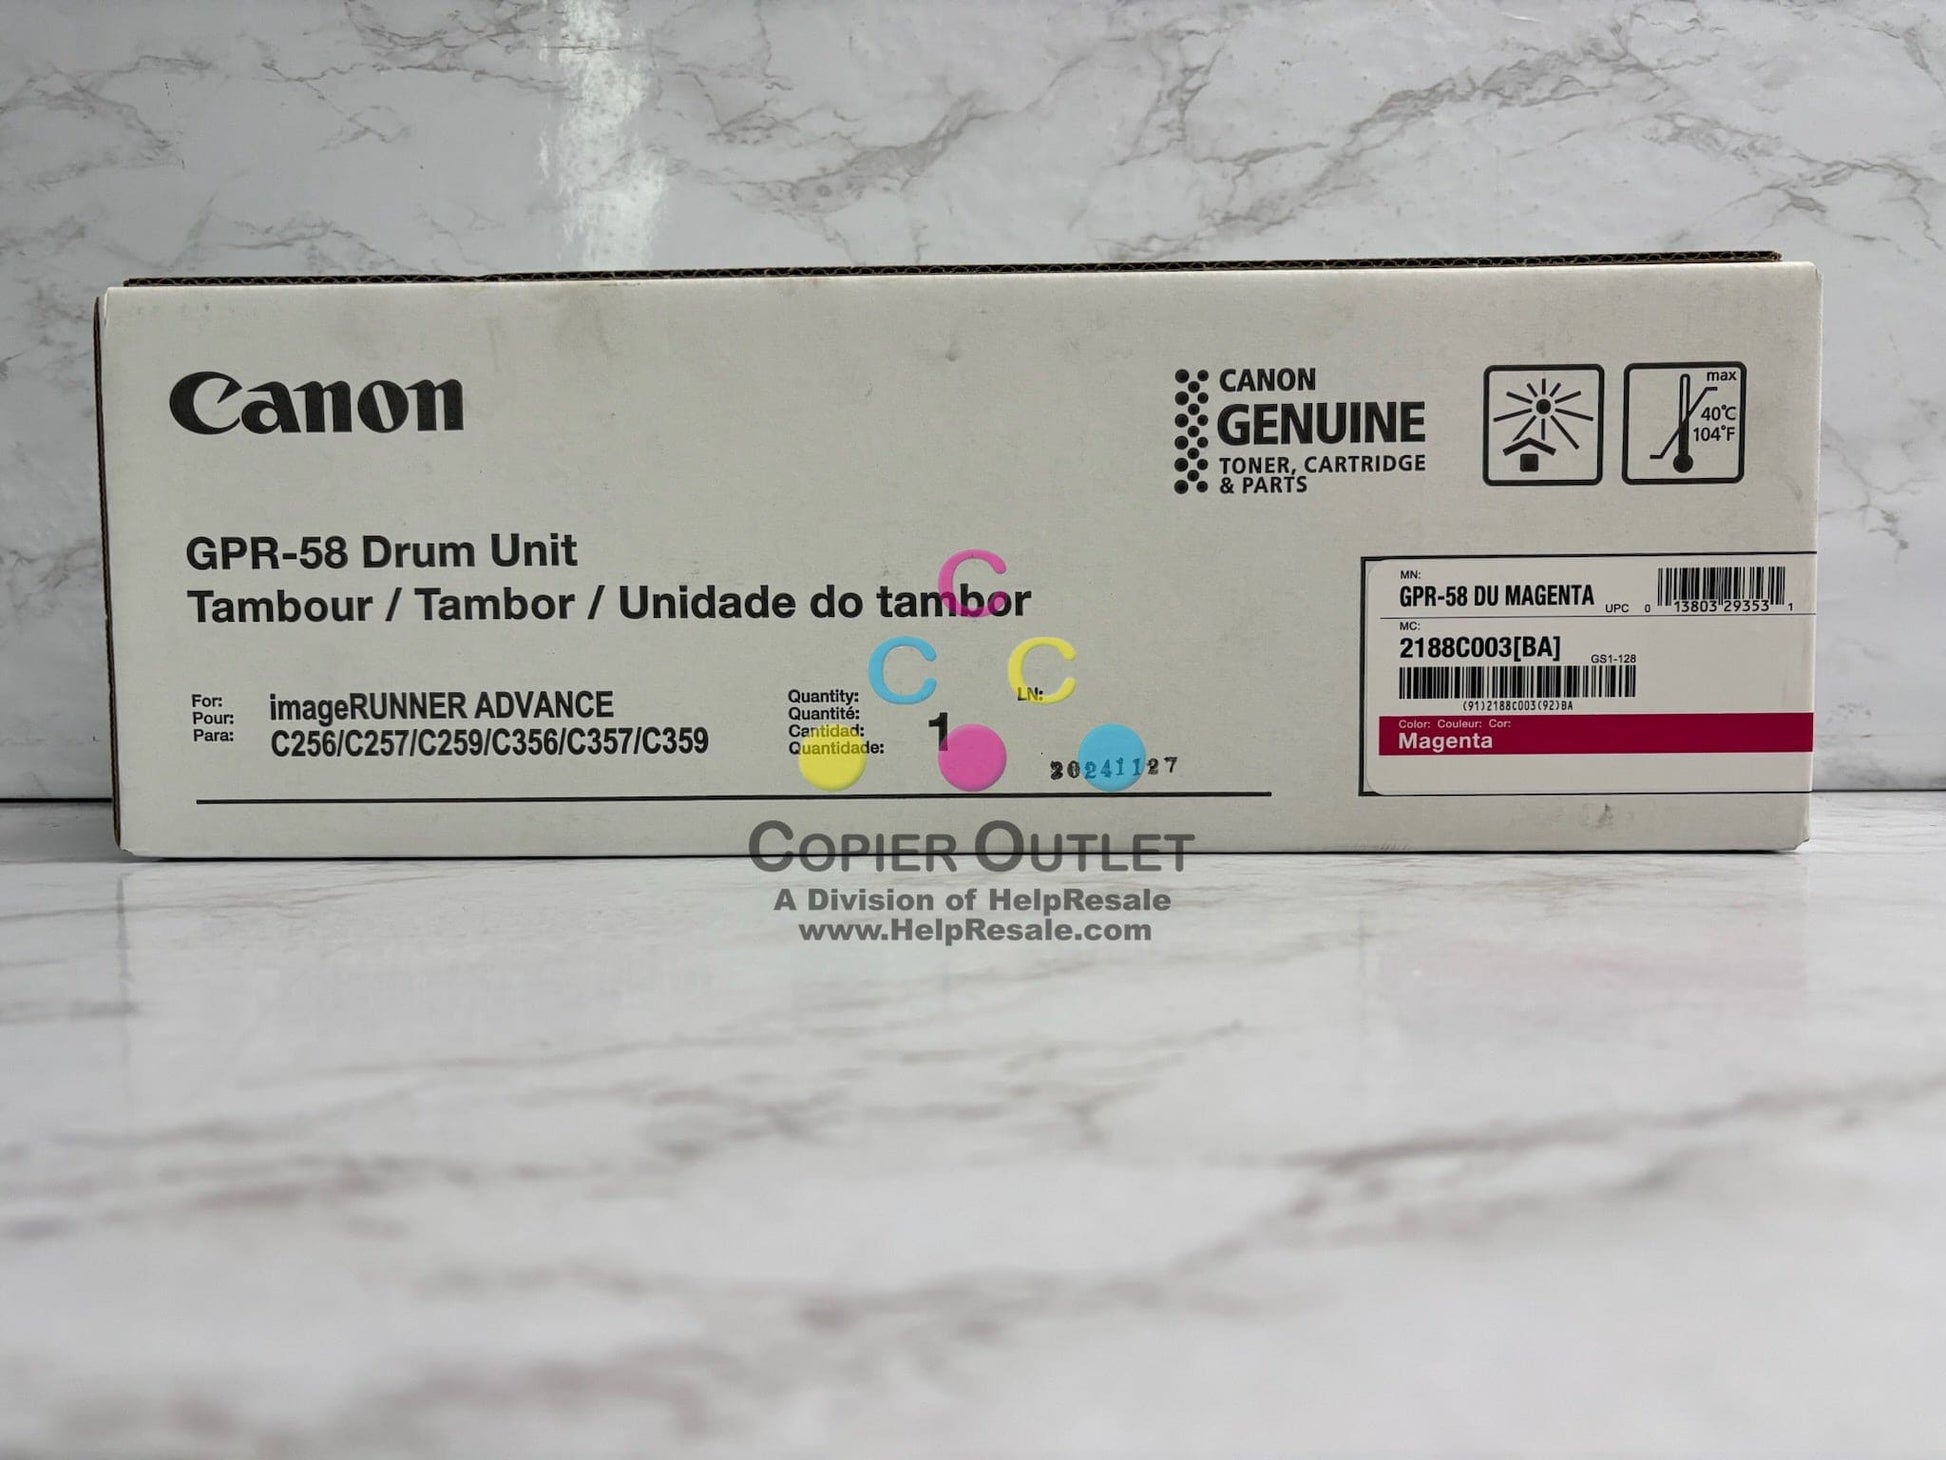 Canon
CANON
GENUINE
TONER, CARTRIDGE
& PARTS
max
40°C
104°F
GPR-58 Drum Unit
Tambour / Tambor / Unidade do tambor
For:
Pour:
Para:
imageRUNNER ADVANCE
C256/C257/C259/C356/C357/C359
Quantity:
Quantité:
Cantidad:
Quantidade:
1
LN:
20241127
MN:
GPR-58 DU MAGENTA
UPC 0 13803 29353 1
MC:
2188C003[BA]
GS1-128
(91)2188C003(92)BA
Color: Couleur: Cor:
Magenta
C
C C
COPIER OUTLET
A Division of HelpResale
www.HelpResale.com